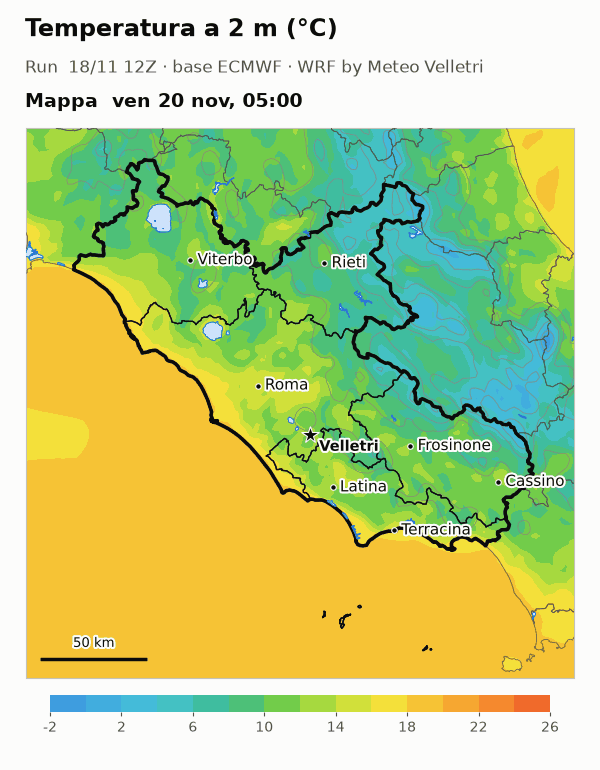 Temperatura a 2 m (°C)
Run  18/11 12Z · base ECMWF · WRF by Meteo Velletri
Mappa  ven 20 nov, 05:00
Viterbo
Rieti
Roma
Velletri
Frosinone
Cassino
Latina
Terracina
50 km
-2 2 6 10 14 18 22 26